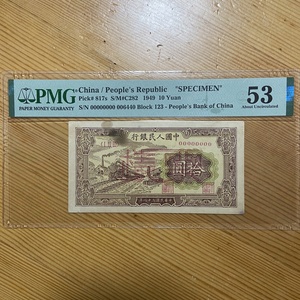 PMG
PAPER MONEY GUARANTY
China / People's Republic "SPECIMEN"
Pick# 817s S/M#C282 1949 10 Yuan
S/N 00000000 006440 Block 123 - People's Bank of China
53
About Uncirculated
行銀民人國中
00000000
圓拾